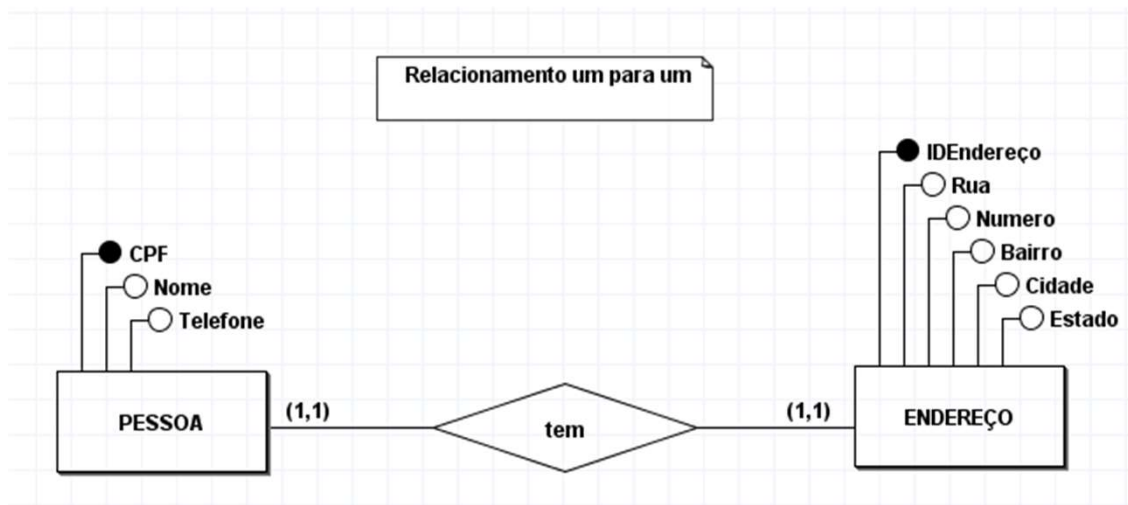 Relacionamento um para um
IDEndereço
Rua
Numero
Bairro
Cidade
Estado
CPF
Nome
Telefone
PESSOA
(1,1)
tem
(1,1)
ENDEREÇO